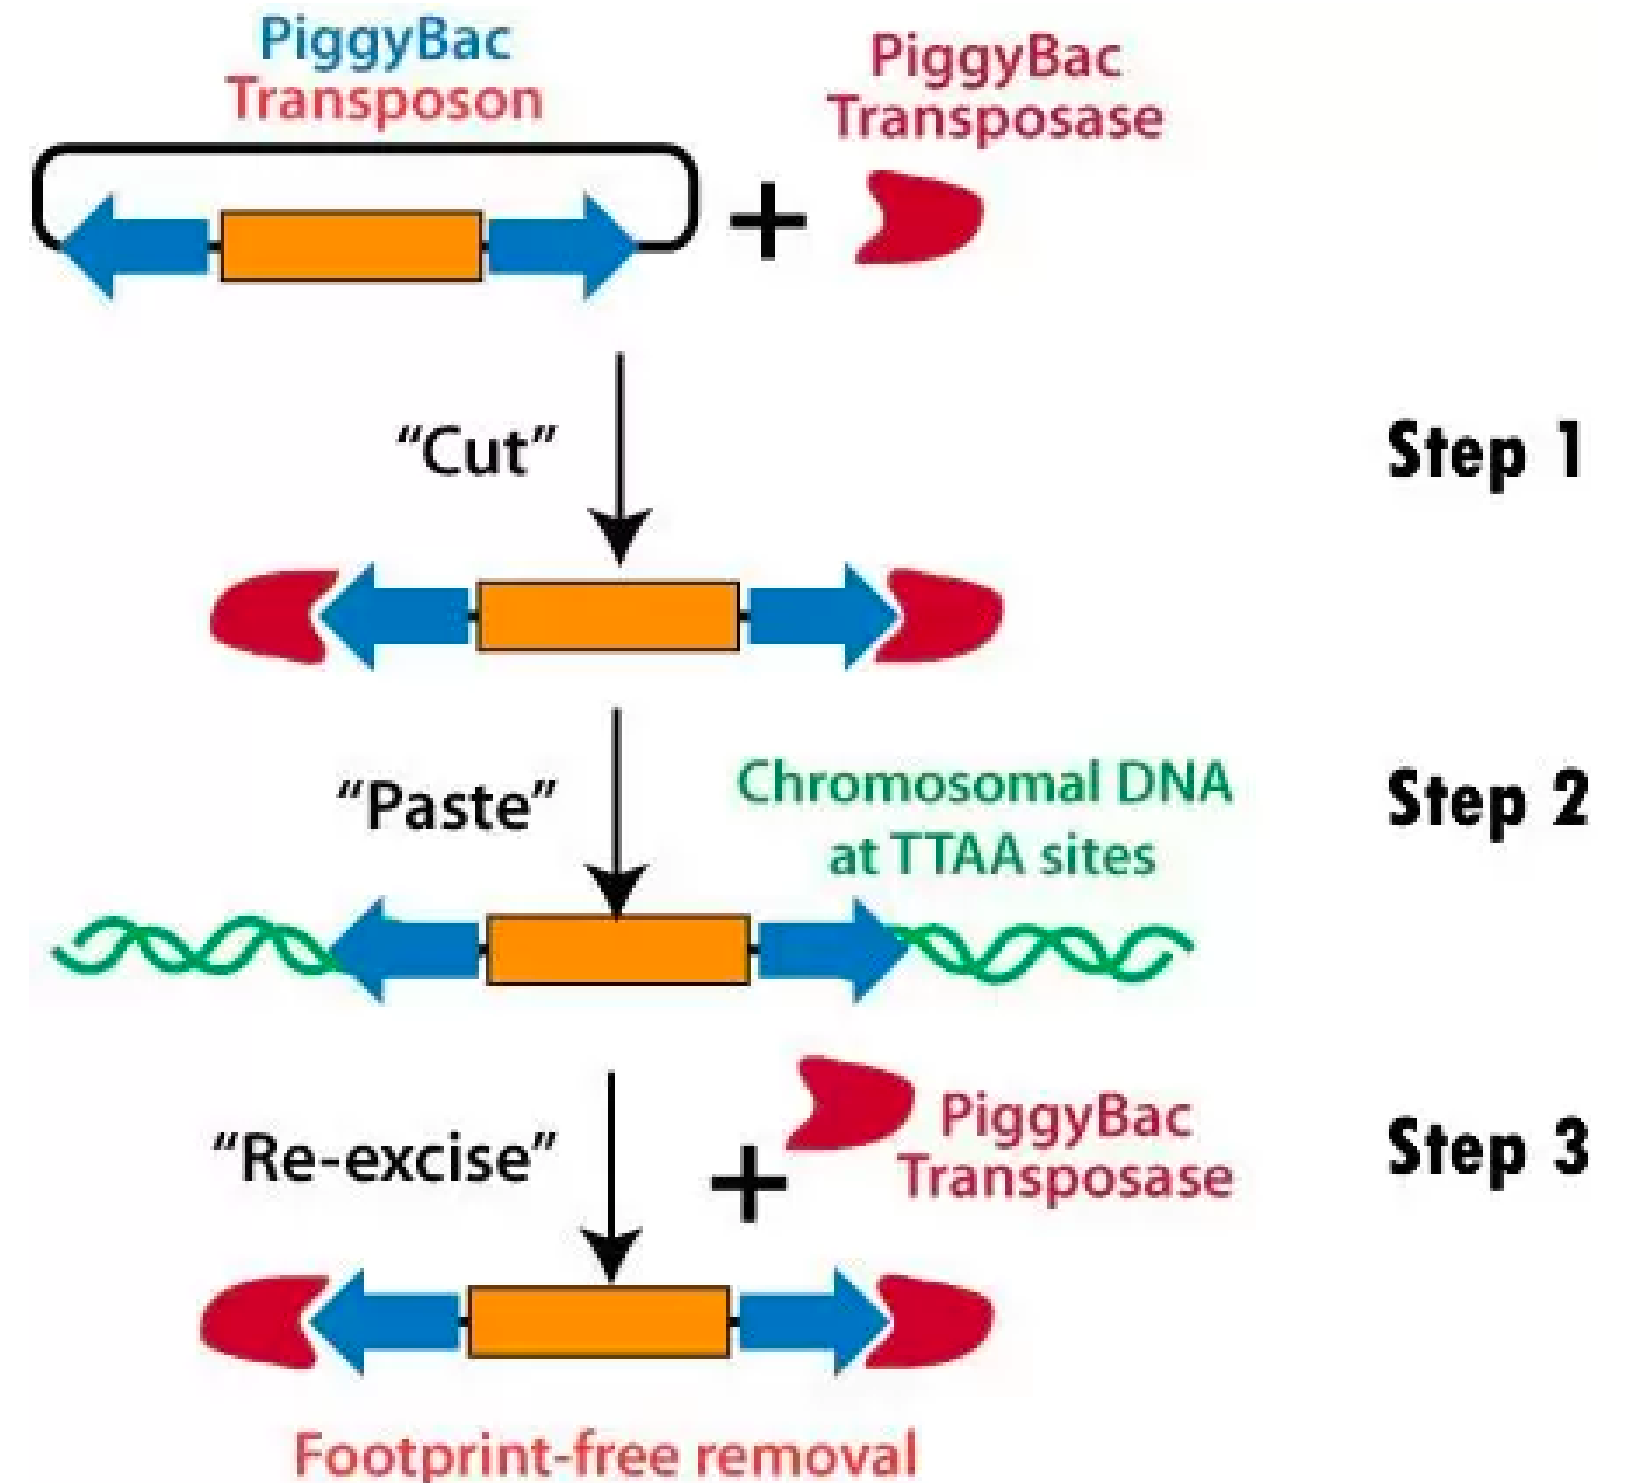 PiggyBac
Transposon
PiggyBac
Transposase
+
“Cut”
Step 1
“Paste”
Chromosomal DNA
at TTAA sites
Step 2
“Re-excise”
+
PiggyBac
Transposase
Step 3
Footprint-free removal